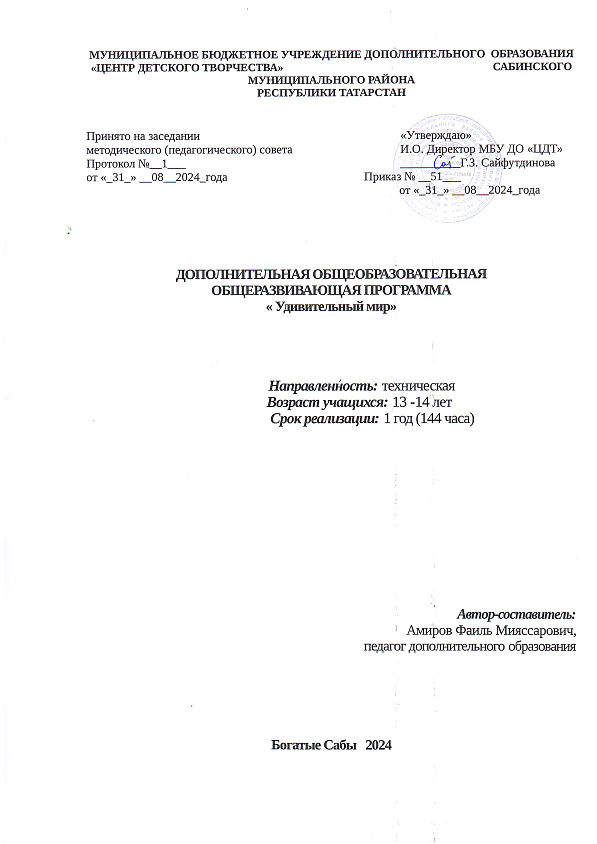 МУНИЦИПАЛЬНОЕ БЮДЖЕТНОЕ УЧРЕЖДЕНИЕ ДОПОЛНИТЕЛЬНОГО ОБРАЗОВАНИЯ
«ЦЕНТР ДЕТСКОГО ТВОРЧЕСТВА» САБИНСКОГО
МУНИЦИПАЛЬНОГО РАЙОНА
РЕСПУБЛИКИ ТАТАРСТАН
Принято на заседании «Утверждаю»
методического (педагогического) совета И.О. Директор МБУ ДО «ЦДТ»
Протокол №__1___ Г.З. Сайфутдинова
от «_31_» __08__2024_года Приказ № __51___
от «_31_» __08__2024_года
ДОПОЛНИТЕЛЬНАЯ ОБЩЕОБРАЗОВАТЕЛЬНАЯ
ОБЩЕРАЗВИВАЮЩАЯ ПРОГРАММА
« Удивительный мир»
Направленность: техническая
Возраст учащихся: 13 -14 лет
Срок реализации: 1 год (144 часа)
Автор-составитель:
Амиров Фаиль Мияссарович,
педагог дополнительного образования
Богатые Сабы 2024